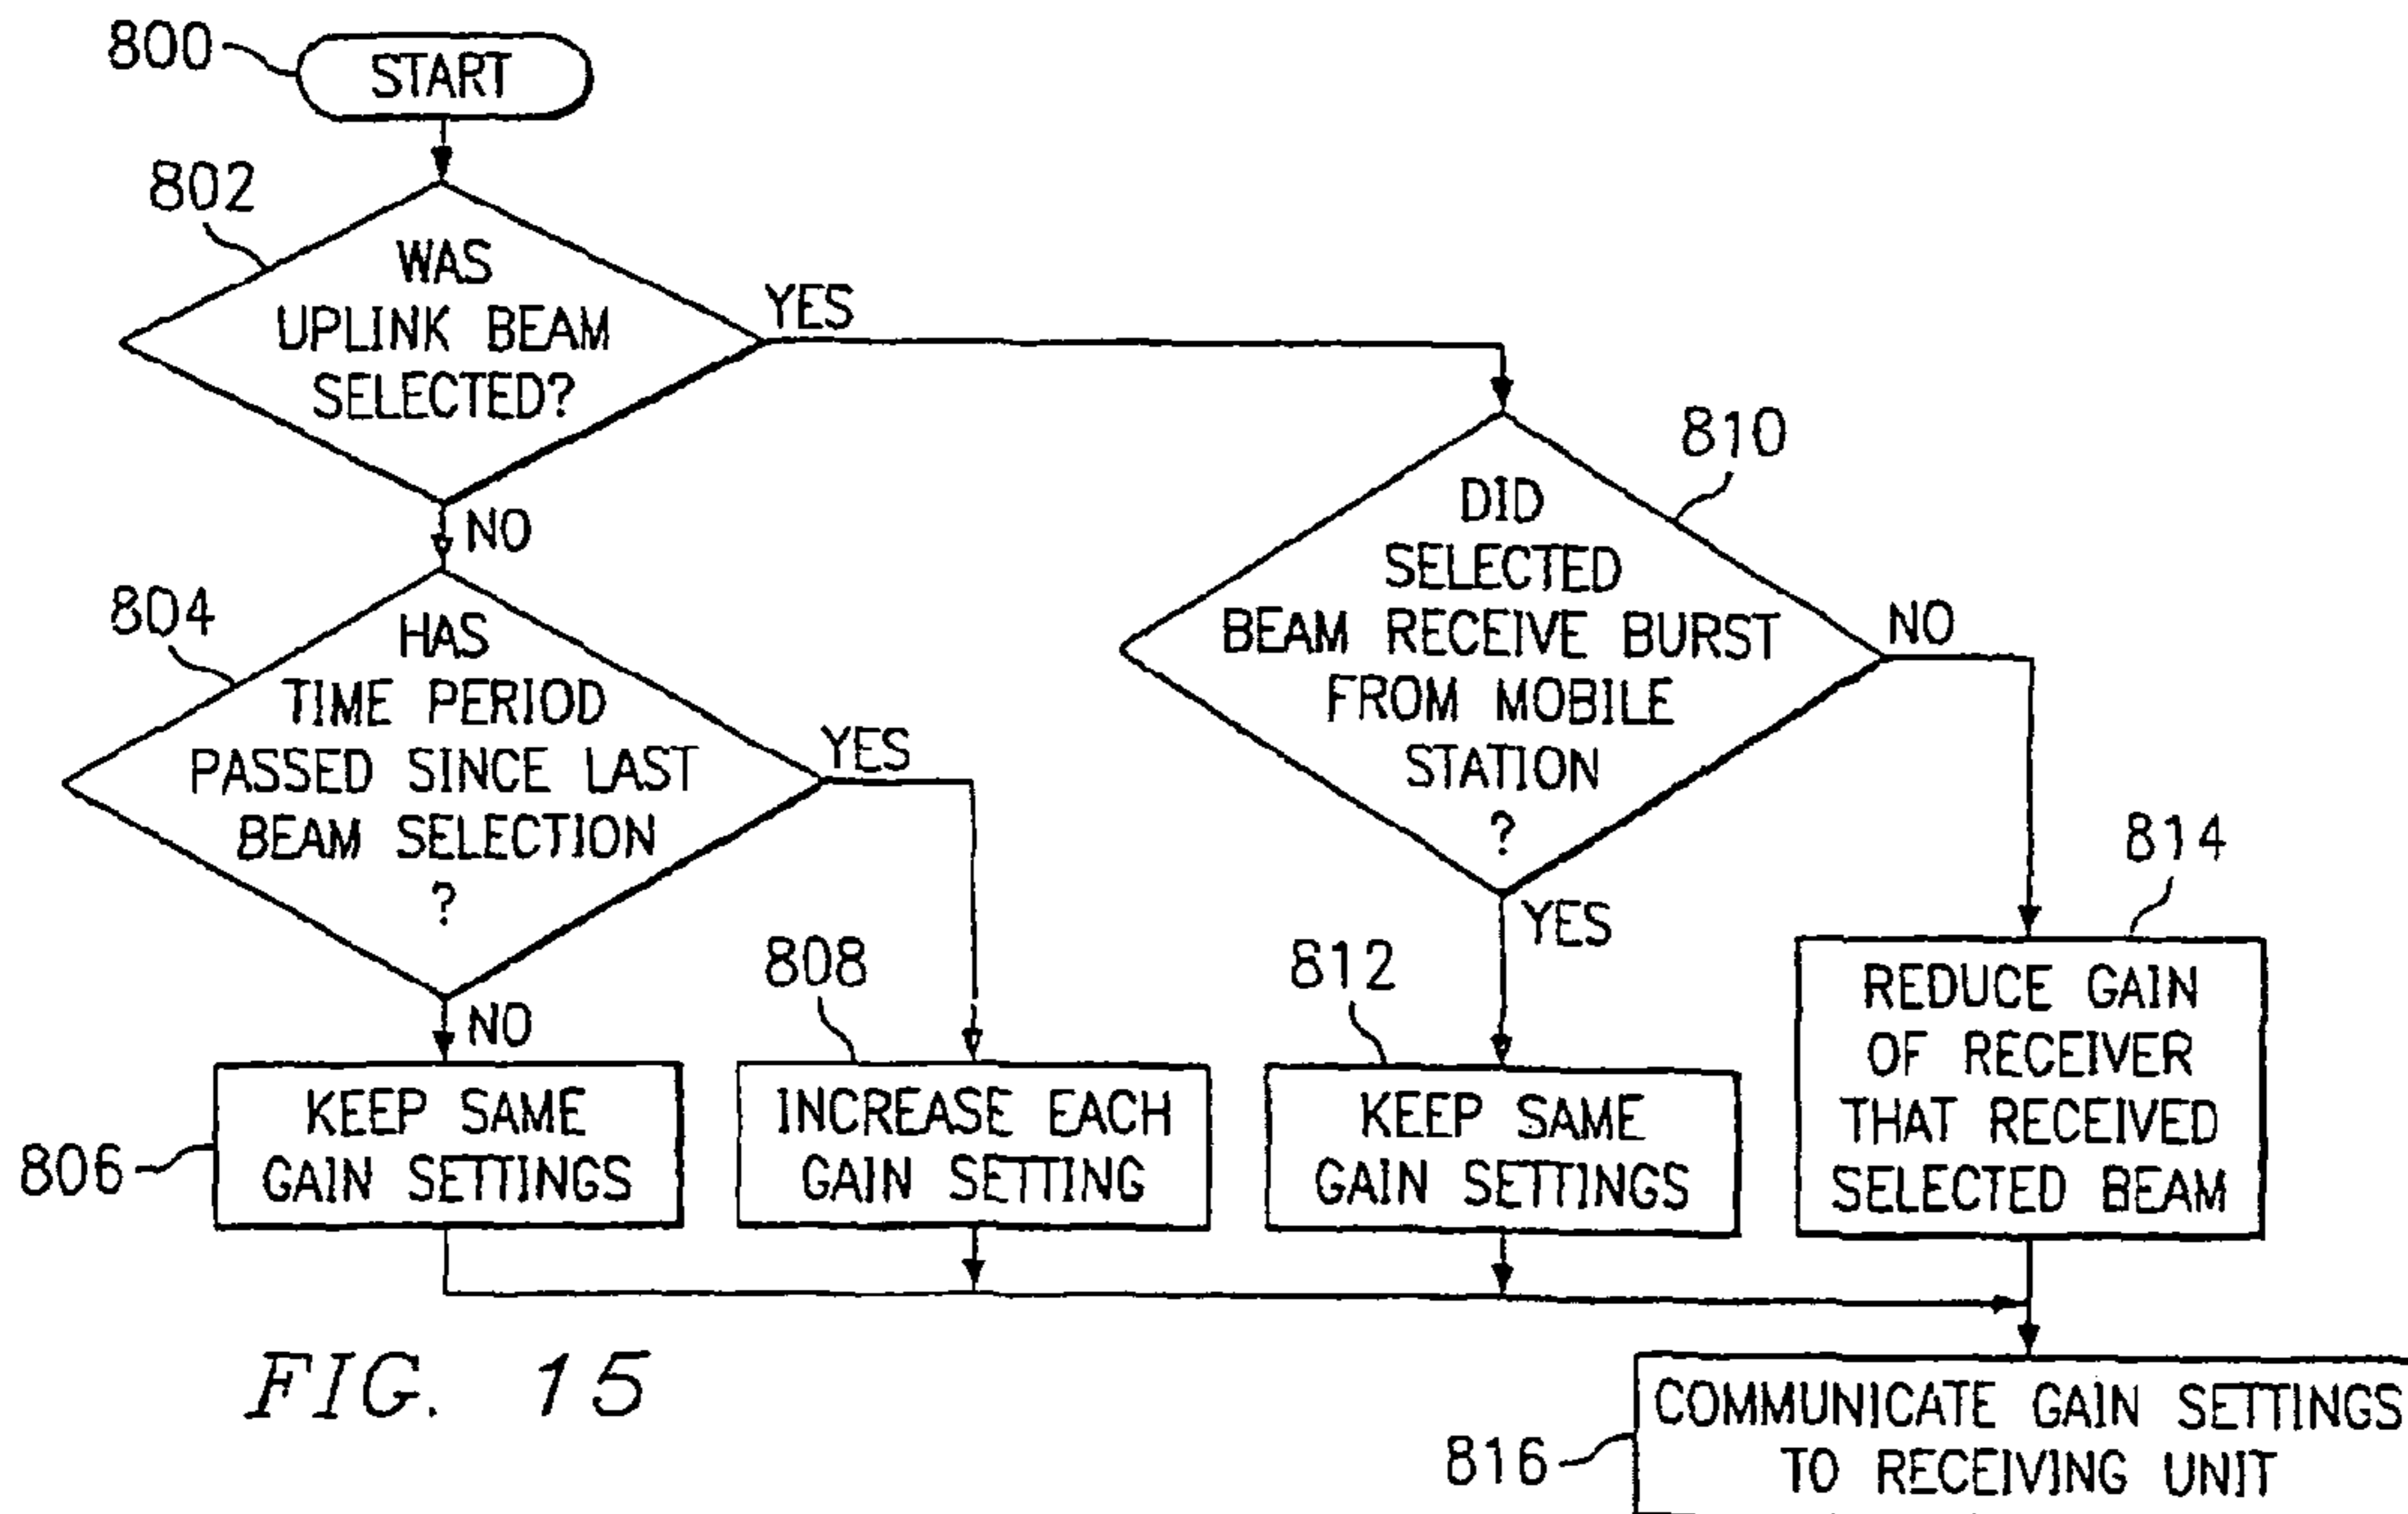 800
START
802
WAS
UPLINK BEAM
SELECTED?
YES
NO
804
HAS
TIME PERIOD
PASSED SINCE LAST
BEAM SELECTION
?
YES
NO
810
DID
SELECTED
BEAM RECEIVE BURST
FROM MOBILE
STATION
?
NO
YES
806
KEEP SAME
GAIN SETTINGS
808
INCREASE EACH
GAIN SETTING
812
KEEP SAME
GAIN SETTINGS
814
REDUCE GAIN
OF RECEIVER
THAT RECEIVED
SELECTED BEAM
816
COMMUNICATE GAIN SETTINGS
TO RECEIVING UNIT
FIG. 15